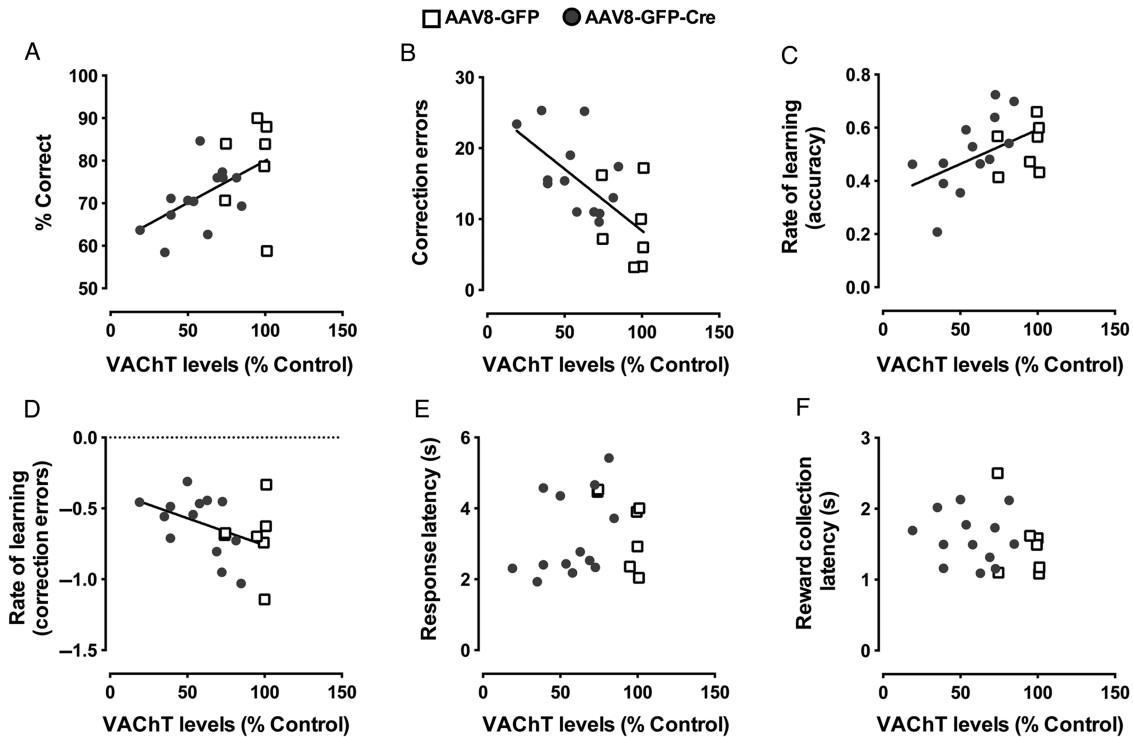 AAV8-GFP AAV8-GFP-Cre
A
% Correct
100
90
80
70
60
50
0 50 100 150
VAChT levels (% Control)
B
Correction errors
30
20
10
0
0 50 100 150
VAChT levels (% Control)
C
Rate of learning
(accuracy)
0.8
0.6
0.4
0.2
0.0
0 50 100 150
VAChT levels (% Control)
D
Rate of learning
(correction errors)
0.0
–0.5
–1.0
–1.5
0 50 100 150
VAChT levels (% Control)
E
Response latency (s)
6
4
2
0
0 50 100 150
VAChT levels (% Control)
F
Reward collection
latency (s)
3
2
1
0
0 50 100 150
VAChT levels (% Control)